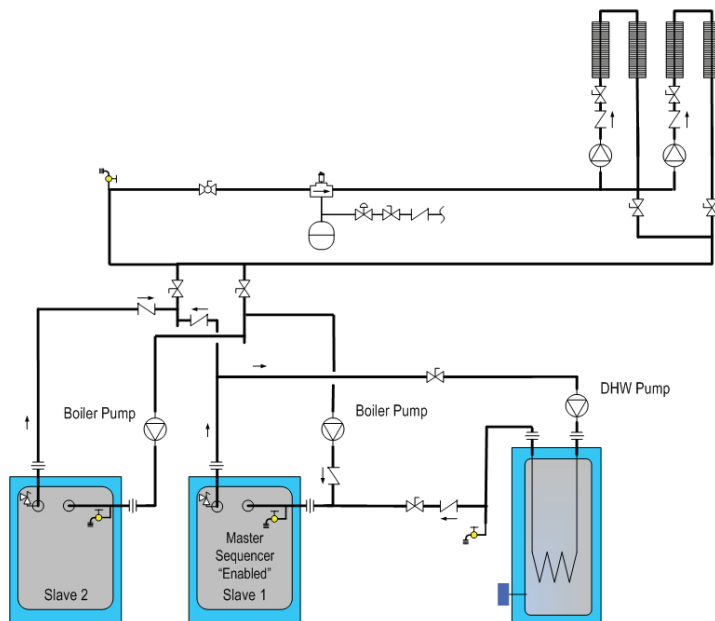 DHW Pump
Boiler Pump
Boiler Pump
Master
Sequencer
“Enabled”
Slave 2
Slave 1